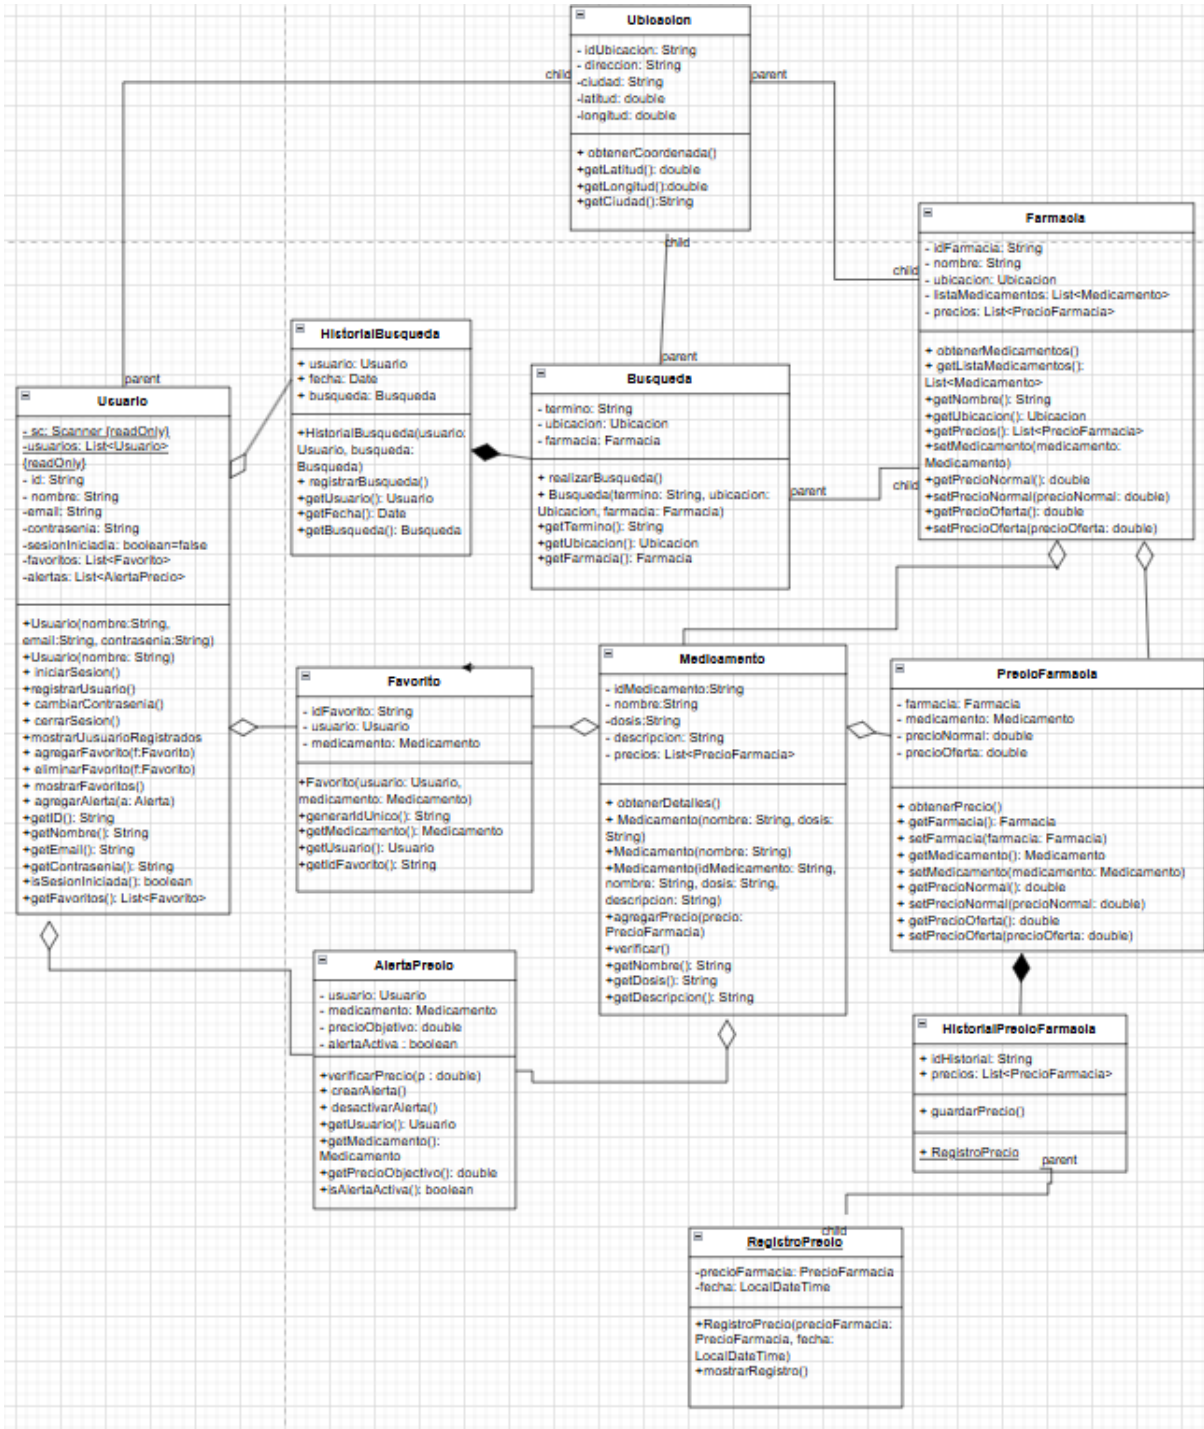 Ubicacion
- idUbicacion: String
- direccion: String
-ciudad: String
-latitud: double
-longitud: double
+ obtenerCoordenada()
+getLatitud(): double
+getLongitud():double
+getCiudad():String
child
parent
child
parent
child
parent
parent
child
Farmacia
- idFarmacia: String
- nombre: String
- ubicacion: Ubicacion
- listaMedicamentos: List<Medicamento>
- precios: List<PrecioFarmacia>
+ obtenerMedicamentos()
+ getListaMedicamentos():
List<Medicamento>
+getNombre(): String
+getUbicacion(): Ubicacion
+getPrecios(): List<PrecioFarmacia>
+setMedicamento(medicamento:
Medicamento)
+getPrecioNormal(): double
+setPrecioNormal(precioNormal: double)
+getPrecioOferta(): double
+setPrecioOferta(precioOferta: double)
HistorialBusqueda
+ usuario: Usuario
+ fecha: Date
+ busqueda: Busqueda
+HistorialBusqueda(usuario:
Usuario, busqueda:
Busqueda)
+ registrarBusqueda()
+getUsuario(): Usuario
+getFecha(): Date
+getBusqueda(): Busqueda
Busqueda
- termino: String
- ubicacion: Ubicacion
- farmacia: Farmacia
+ realizarBusqueda()
+ Busqueda(termino: String, ubicacion:
Ubicacion, farmacia: Farmacia)
+getTermino(): String
+getUbicacion(): Ubicacion
+getFarmacia(): Farmacia
Usuario
- sc: Scanner {readOnly}
-usuarios: List<Usuario>
{readOnly}
- id: String
- nombre: String
-email: String
-contrasenia: String
-sesionIniciadia: boolean=false
-favoritos: List<Favorito>
-alertas: List<AlertaPrecio>
+Usuario(nombre:String,
email:String, contrasenia:String)
+Usuario(nombre: String)
+ iniciarSesion()
+registrarUsuario()
+ cambiarContrasenia()
+ cerrarSesion()
+mostrarUusuarioRegistrados
+ agregarFavorito(f:Favorito)
+ eliminarFavorito(f:Favorito)
+ mostrarFavoritos()
+ agregarAlerta(a: Alerta)
+getID(): String
+getNombre(): String
+getEmail(): String
+getContrasenia(): String
+isSesionIniciada(): boolean
+getFavoritos(): List<Favorito>
Favorito
- idFavorito: String
- usuario: Usuario
- medicamento: Medicamento
+Favorito(usuario: Usuario,
medicamento: Medicamento)
+generarIdUnico(): String
+getMedicamento(): Medicamento
+getUsuario(): Usuario
+getIdFavorito(): String
Medicamento
- idMedicamento:String
- nombre:String
-dosis:String
- descripcion: String
- precios: List<PrecioFarmacia>
+ obtenerDetalles()
+ Medicamento(nombre: String, dosis:
String)
+Medicamento(nombre: String)
+Medicamento(idMedicamento: String,
nombre: String, dosis: String,
descripcion: String)
+agregarPrecio(precio:
PrecioFarmacia)
+verificar()
+getNombre(): String
+getDosis(): String
+getDescripcion(): String
PrecioFarmacia
- farmacia: Farmacia
- medicamento: Medicamento
- precioNormal: double
- precioOferta: double
+ obtenerPrecio()
+ getFarmacia(): Farmacia
+ setFarmacia(farmacia: Farmacia)
+ getMedicamento(): Medicamento
+ setMedicamento(medicamento: Medicamento)
+ getPrecioNormal(): double
+ setPrecioNormal(precioNormal: double)
+ getPrecioOferta(): double
+ setPrecioOferta(precioOferta: double)
AlertaPrecio
- usuario: Usuario
- medicamento: Medicamento
- precioObjetivo: double
- alertaActiva : boolean
+verificarPrecio(p : double)
+ crearAlerta()
+ desactivarAlerta()
+getUsuario(): Usuario
+getMedicamento():
Medicamento
+getPrecioObjectivo(): double
+isAlertaActiva(): boolean
HistorialPrecioFarmacia
+ idHistorial: String
+ precios: List<PrecioFarmacia>
+ guardarPrecio()
+ RegistroPrecio
parent
child
RegistroPrecio
-precioFarmacia: PrecioFarmacia
-fecha: LocalDateTime
+RegistroPrecio(precioFarmacia:
PrecioFarmacia, fecha:
LocalDateTime)
+mostrarRegistro()